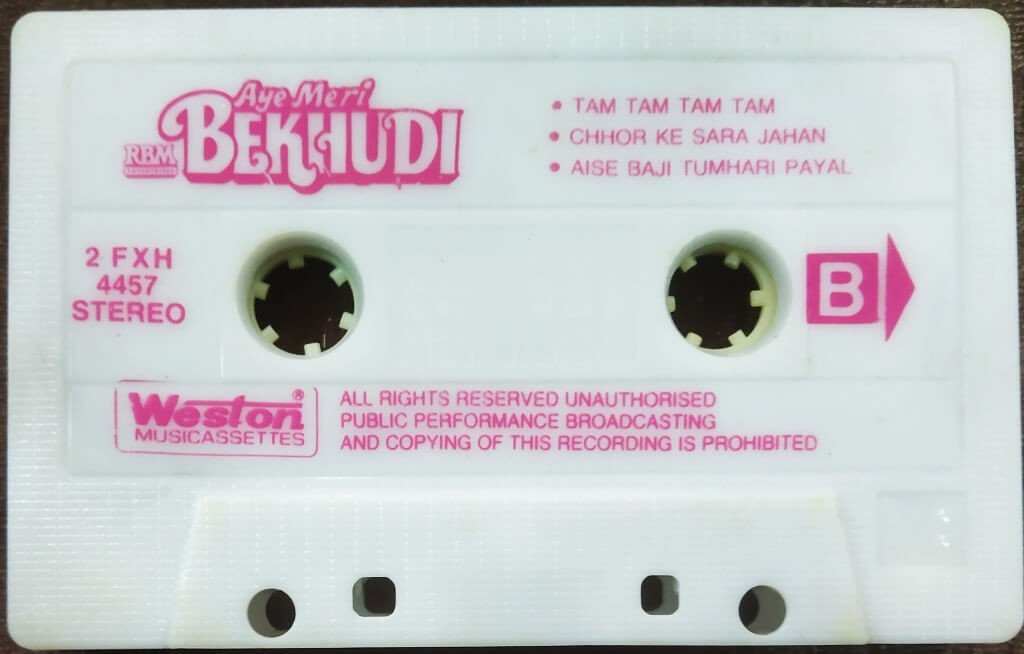 Aye Meri
BEKHUDI
RBM
ENTERPRISES
• TAM TAM TAM TAM
• CHHOR KE SARA JAHAN
• AISE BAJI TUMHARI PAYAL
2 FXH
4457
STEREO
B
Weston®
MUSICASSETTES
ALL RIGHTS RESERVED UNAUTHORISED
PUBLIC PERFORMANCE BROADCASTING
AND COPYING OF THIS RECORDING IS PROHIBITED